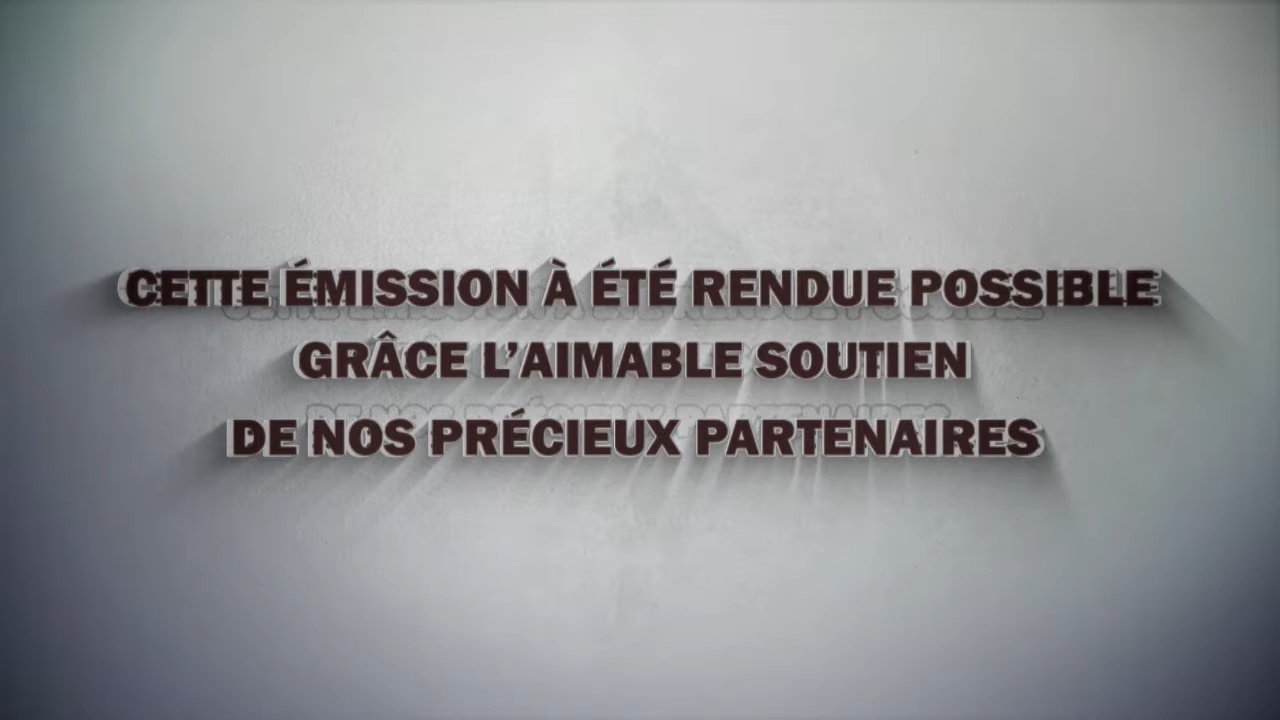 CETTE ÉMISSION À ÉTÉ RENDUE POSSIBLE
GRÂCE L’AIMABLE SOUTIEN
DE NOS PRÉCIEUX PARTENAIRES